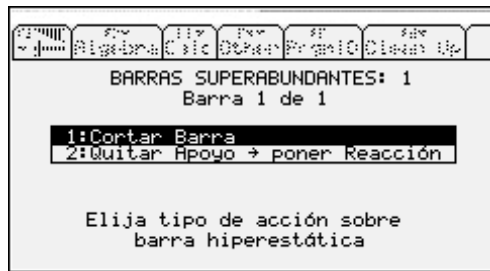 Algebra Calc Other PrgmIO Clean Up
BARRAS SUPERABUNDANTES: 1
Barra 1 de 1
1:Cortar Barra
2:Quitar Apoyo → poner Reacción
Elija tipo de acción sobre
barra hiperestática